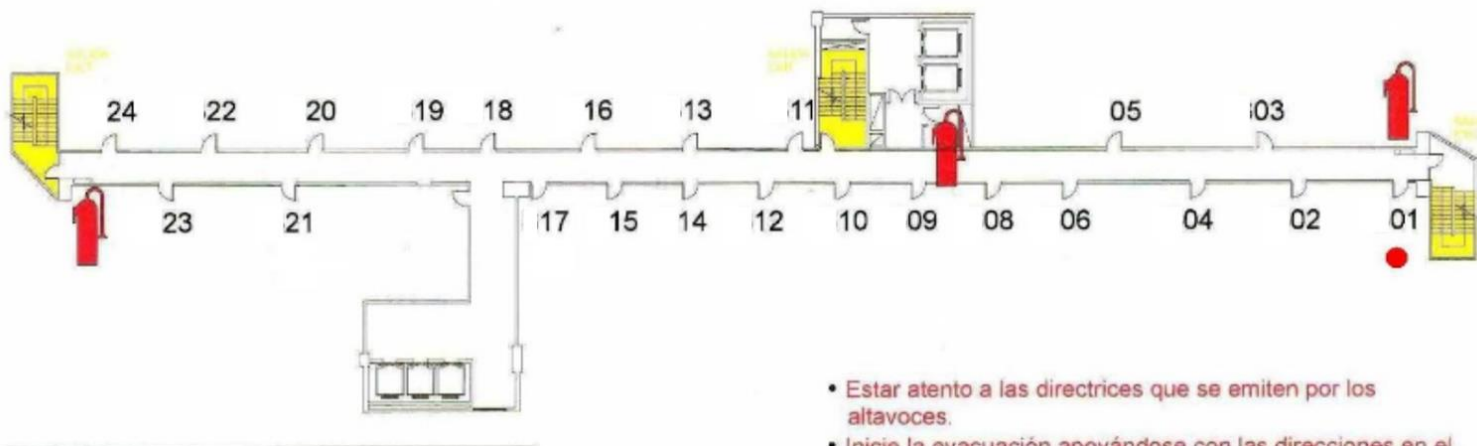 24 22 20 19 18 16 13 11 05 03
23 21 17 15 14 12 10 09 08 06 04 02 01
• Estar atento a las directrices que se emiten por los
altavoces.